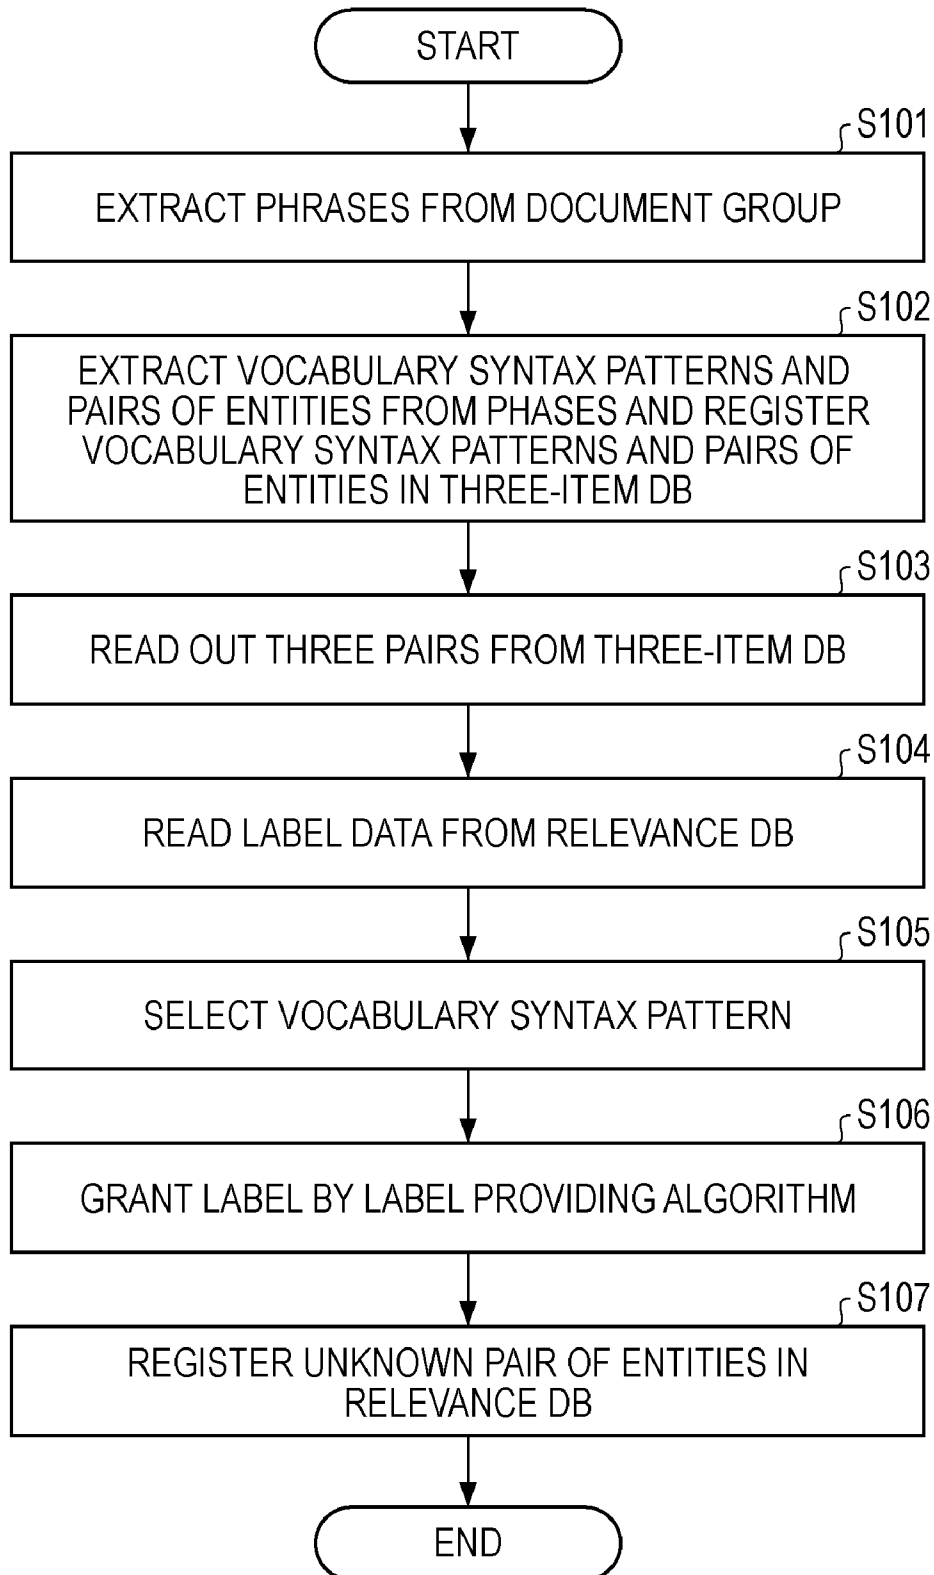 START
S101
EXTRACT PHRASES FROM DOCUMENT GROUP
S102
EXTRACT VOCABULARY SYNTAX PATTERNS AND
PAIRS OF ENTITIES FROM PHASES AND REGISTER
VOCABULARY SYNTAX PATTERNS AND PAIRS OF
ENTITIES IN THREE-ITEM DB
S103
READ OUT THREE PAIRS FROM THREE-ITEM DB
S104
READ LABEL DATA FROM RELEVANCE DB
S105
SELECT VOCABULARY SYNTAX PATTERN
S106
GRANT LABEL BY LABEL PROVIDING ALGORITHM
S107
REGISTER UNKNOWN PAIR OF ENTITIES IN
RELEVANCE DB
END